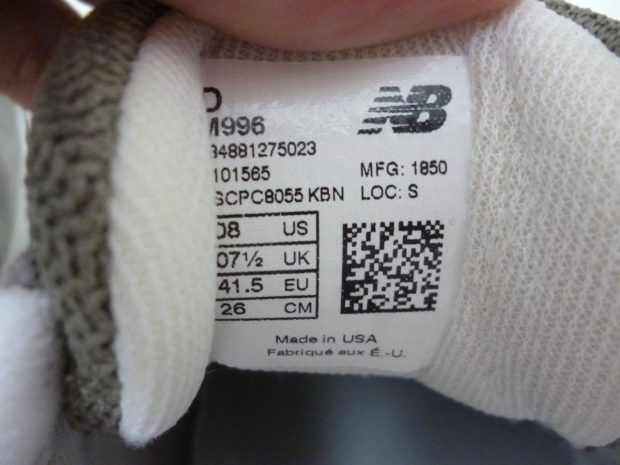 D
M996
NB
34881275023
101565
MFG: 1850
SCPC8055 KBN
LOC: S
08 US
07½ UK
41.5 EU
26 CM
Made in USA
Fabriqué aux É.-U.